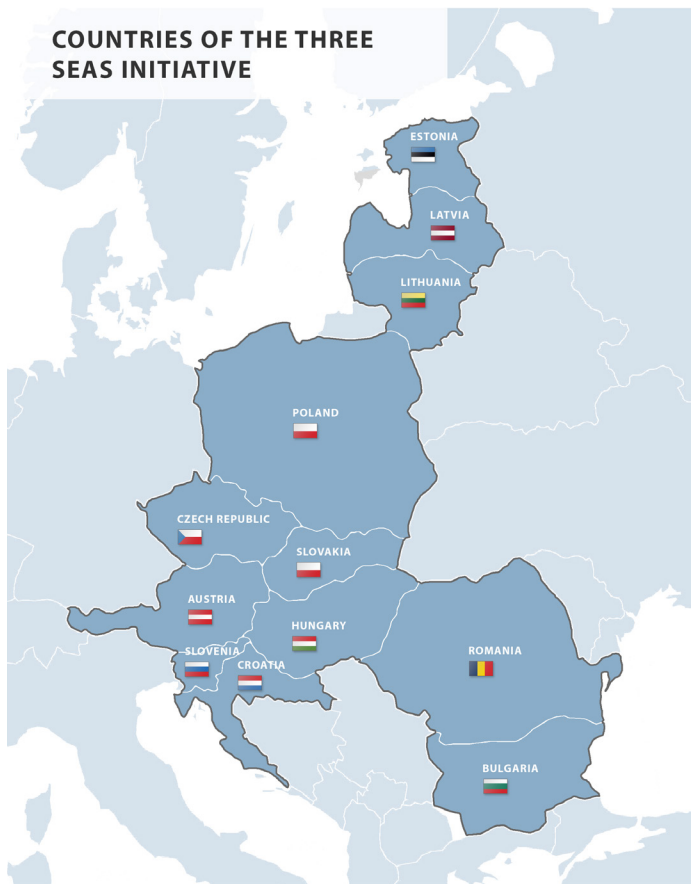 COUNTRIES OF THE THREE
SEAS INITIATIVE
ESTONIA
LATVIA
LITHUANIA
POLAND
CZECH REPUBLIC
SLOVAKIA
AUSTRIA
HUNGARY
SLOVENIA
CROATIA
ROMANIA
BULGARIA